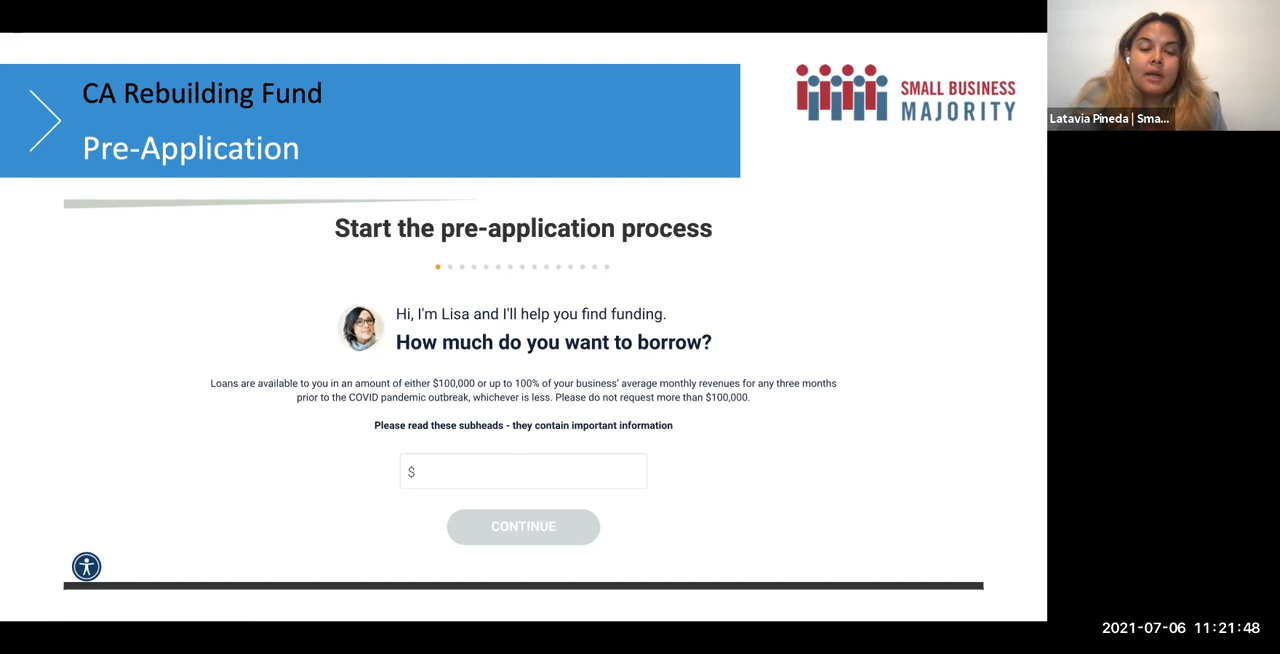 CA Rebuilding Fund
Pre-Application
SMALL BUSINESS
MAJORITY
Latavia Pineda | Sma...
Start the pre-application process
Hi, I'm Lisa and I'll help you find funding.
How much do you want to borrow?
Loans are available to you in an amount of either $100,000 or up to 100% of your business’ average monthly revenues for any three months
prior to the COVID pandemic outbreak, whichever is less. Please do not request more than $100,000.
Please read these subheads - they contain important information
$
CONTINUE
2021-07-06 11:21:48